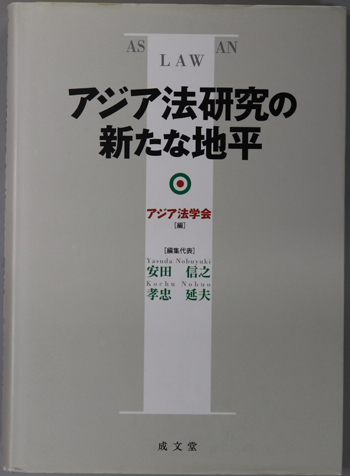 AS AN
LAW
アジア法研究の
新たな地平
アジア法学会
[編]
[編集代表]
Yasuda Nobuyuki
安田 信之
Kochu Nobuo
孝忠 延夫
成文堂